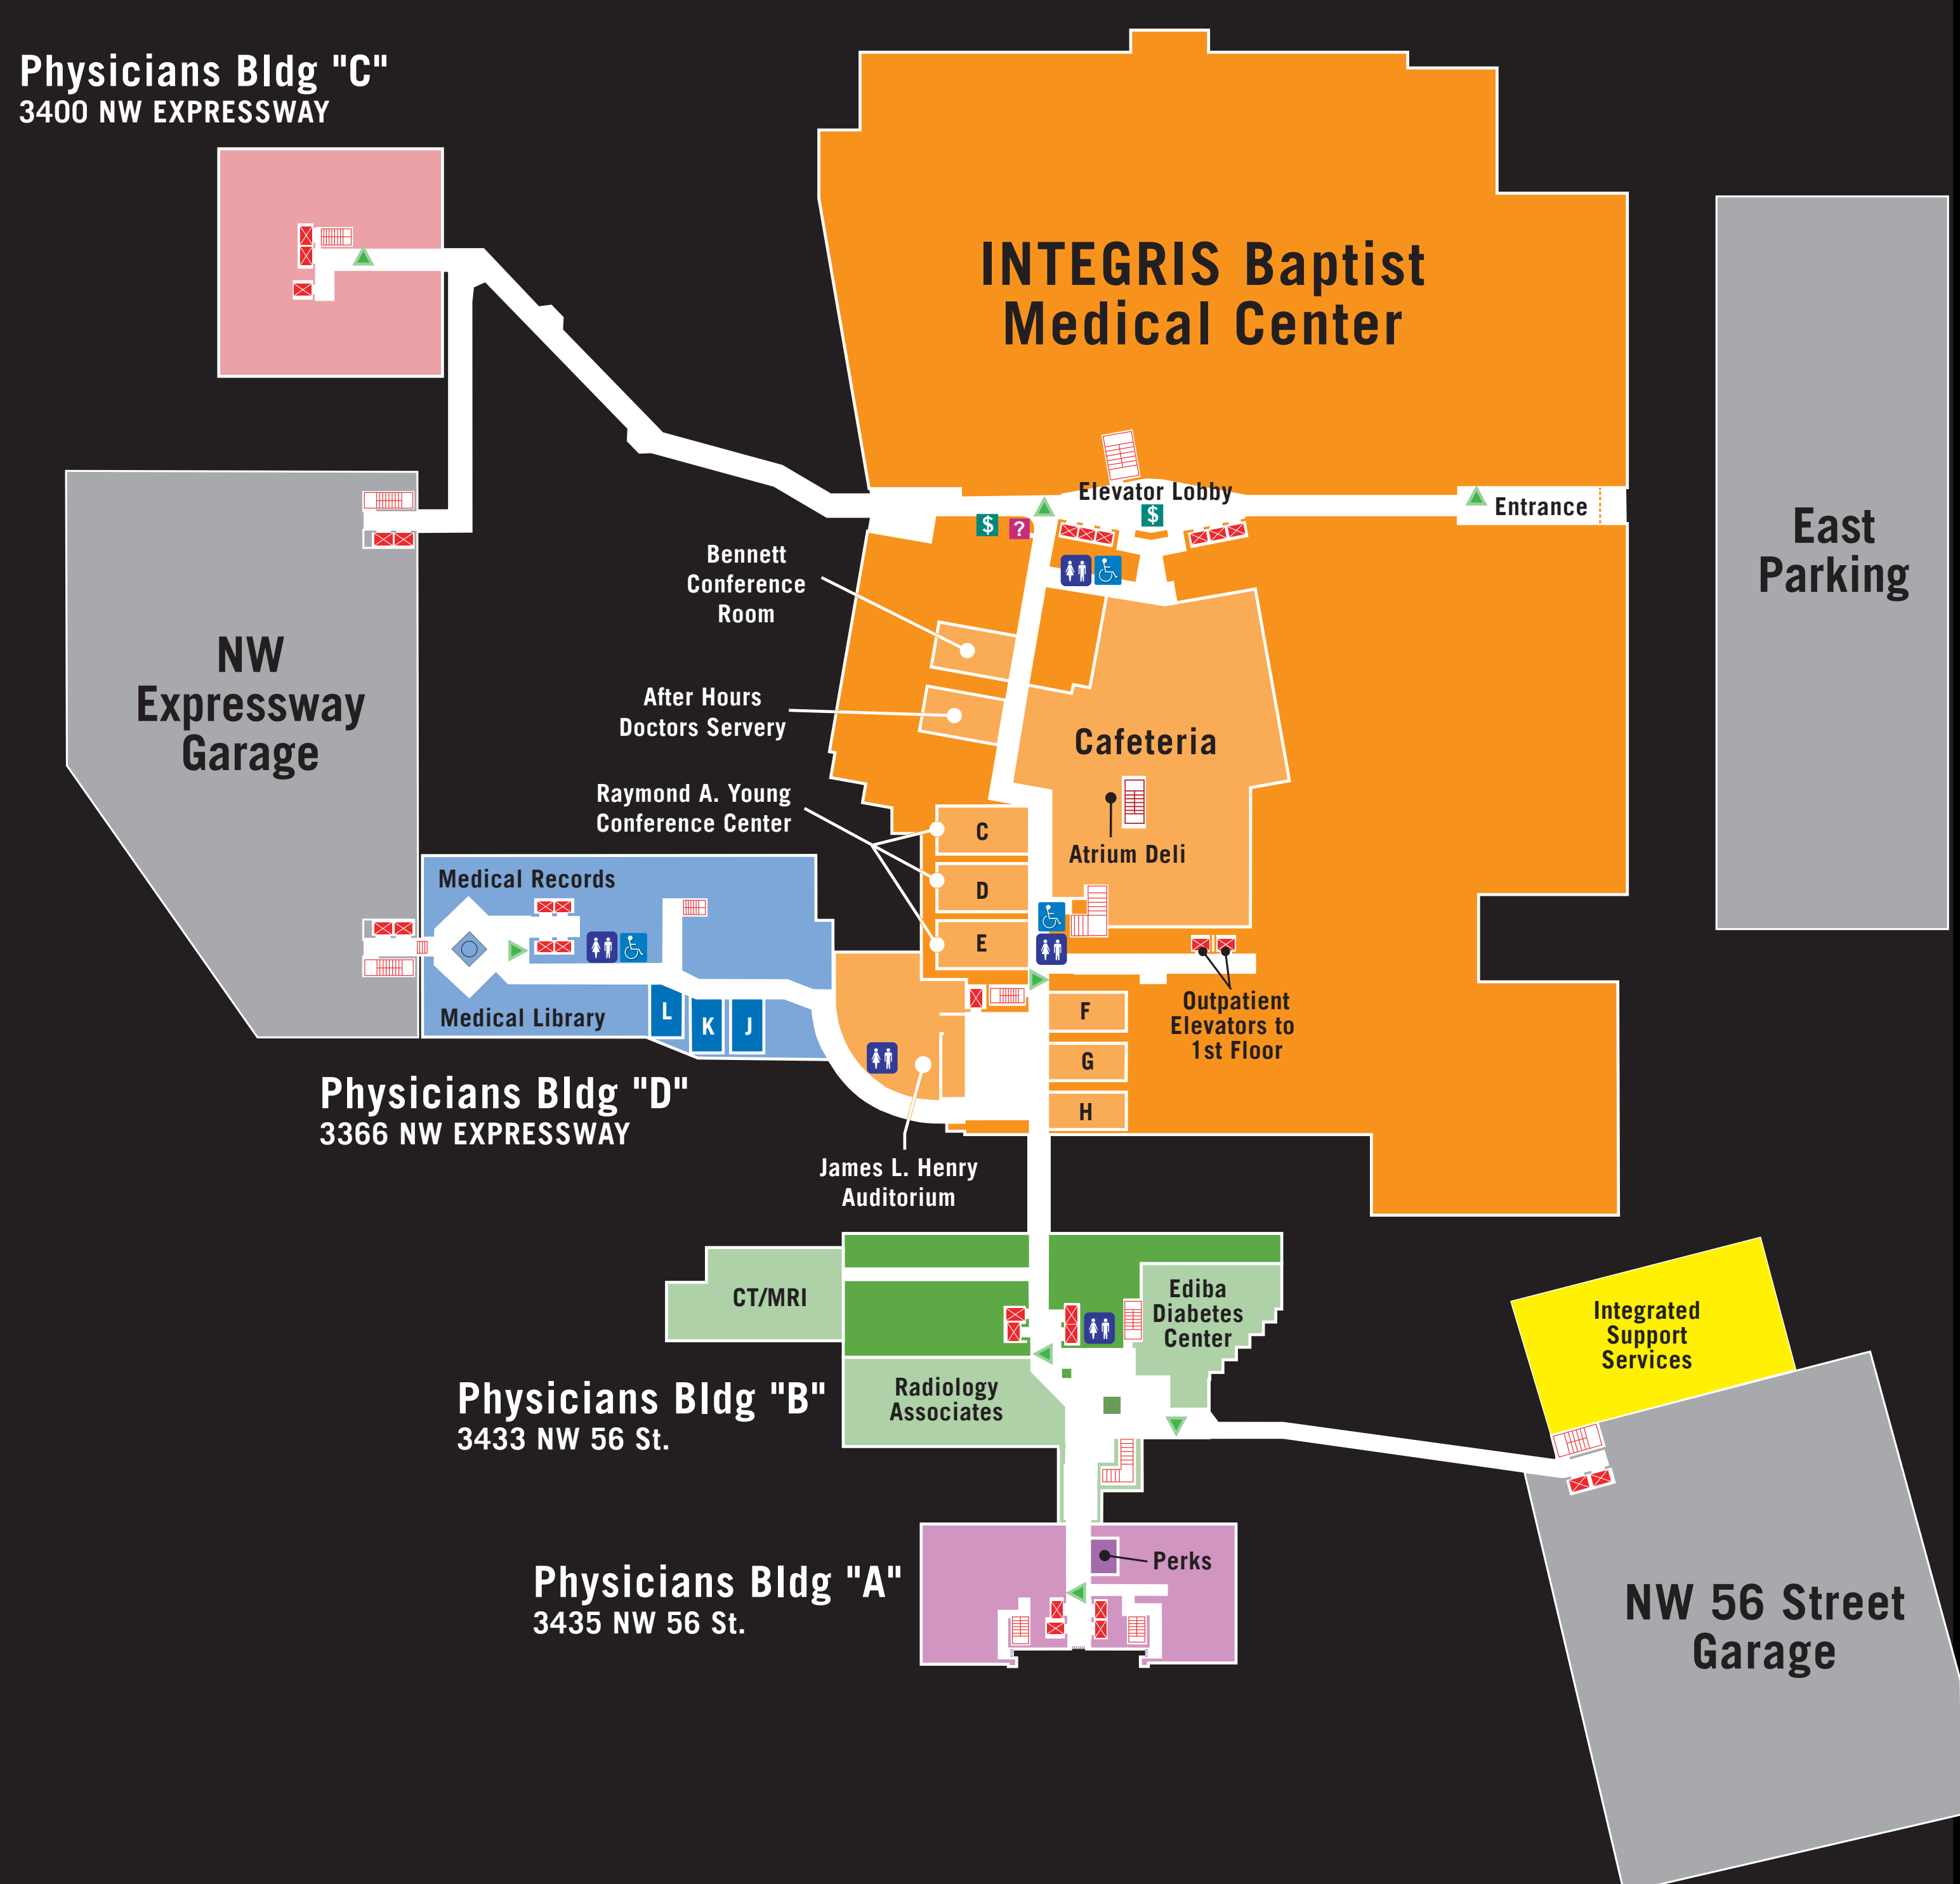 Physicians Bldg "C"
3400 NW EXPRESSWAY
INTEGRIS Baptist
Medical Center
Elevator Lobby
$
Entrance
$
?
East
Parking
Bennett
Conference
Room
NW
Expressway
Garage
After Hours
Doctors Servery
Cafeteria
Raymond A. Young
Conference Center
C
Atrium Deli
D
E
Medical Records
Medical Library
L
K
J
F
G
H
Outpatient
Elevators to
1st Floor
Physicians Bldg "D"
3366 NW EXPRESSWAY
James L. Henry
Auditorium
CT/MRI
Ediba
Diabetes
Center
Integrated
Support
Services
Physicians Bldg "B"
3433 NW 56 St.
Radiology
Associates
Physicians Bldg "A"
3435 NW 56 St.
Perks
NW 56 Street
Garage